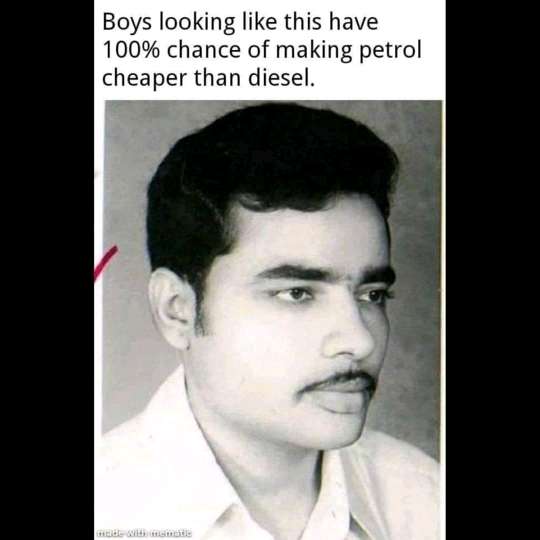 Boys looking like this have
100% chance of making petrol
cheaper than diesel.
made with mematic